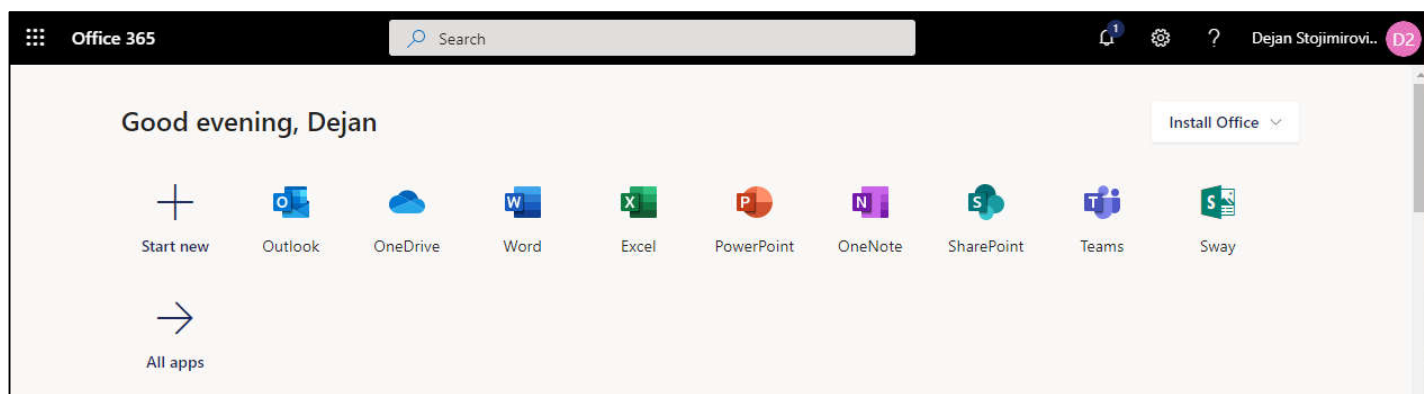 Office 365
Search
1
?
Dejan Stojimirovi..
D2
Good evening, Dejan
Install Office
O
W
X
P
N
S
T
S
Start new
Outlook
OneDrive
Word
Excel
PowerPoint
OneNote
SharePoint
Teams
Sway
All apps